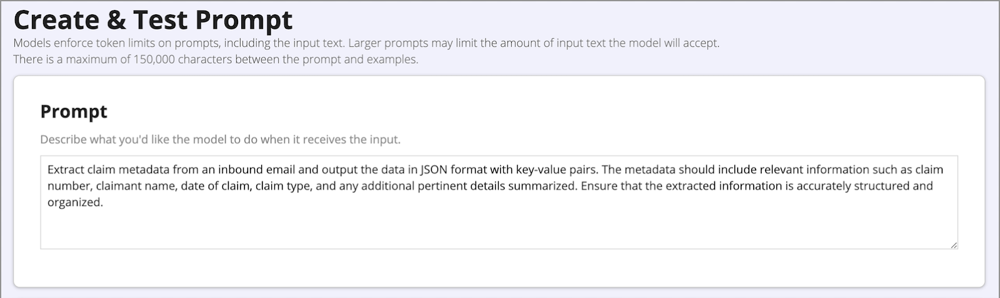 Create & Test Prompt
Models enforce token limits on prompts, including the input text. Larger prompts may limit the amount of input text the model will accept.
There is a maximum of 150,000 characters between the prompt and examples.
Prompt
Describe what you'd like the model to do when it receives the input.
Extract claim metadata from an inbound email and output the data in JSON format with key-value pairs. The metadata should include relevant information such as claim
number, claimant name, date of claim, claim type, and any additional pertinent details summarized. Ensure that the extracted information is accurately structured and
organized.